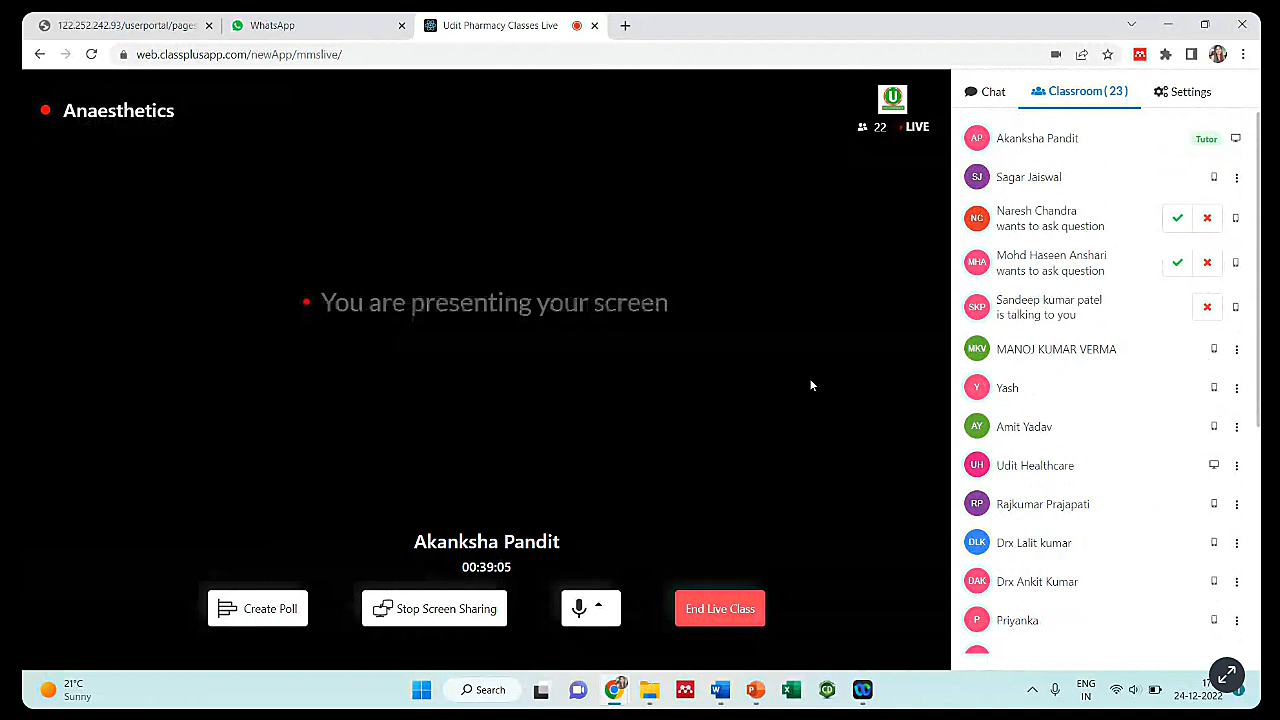 122.252.242.93/userportal/pages
WhatsApp
Udit Pharmacy Classes Live
web.classplusapp.com/newApp/mmslive/
Anaesthetics
U
22 LIVE
You are presenting your screen
Akanksha Pandit
00:39:05
Create Poll
Stop Screen Sharing
End Live Class
Chat
Classroom ( 23 )
Settings
AP Akanksha Pandit Tutor
SJ Sagar Jaiswal
NC Naresh Chandra
wants to ask question
MHA Mohd Haseen Anshari
wants to ask question
SKP Sandeep kumar patel
is talking to you
MKV MANOJ KUMAR VERMA
Y Yash
AY Amit Yadav
UH Udit Healthcare
RP Rajkumar Prajapati
DLK Drx Lalit kumar
DAK Drx Ankit Kumar
P Priyanka
21°C
Sunny
Search
ENG
IN
24-12-2022